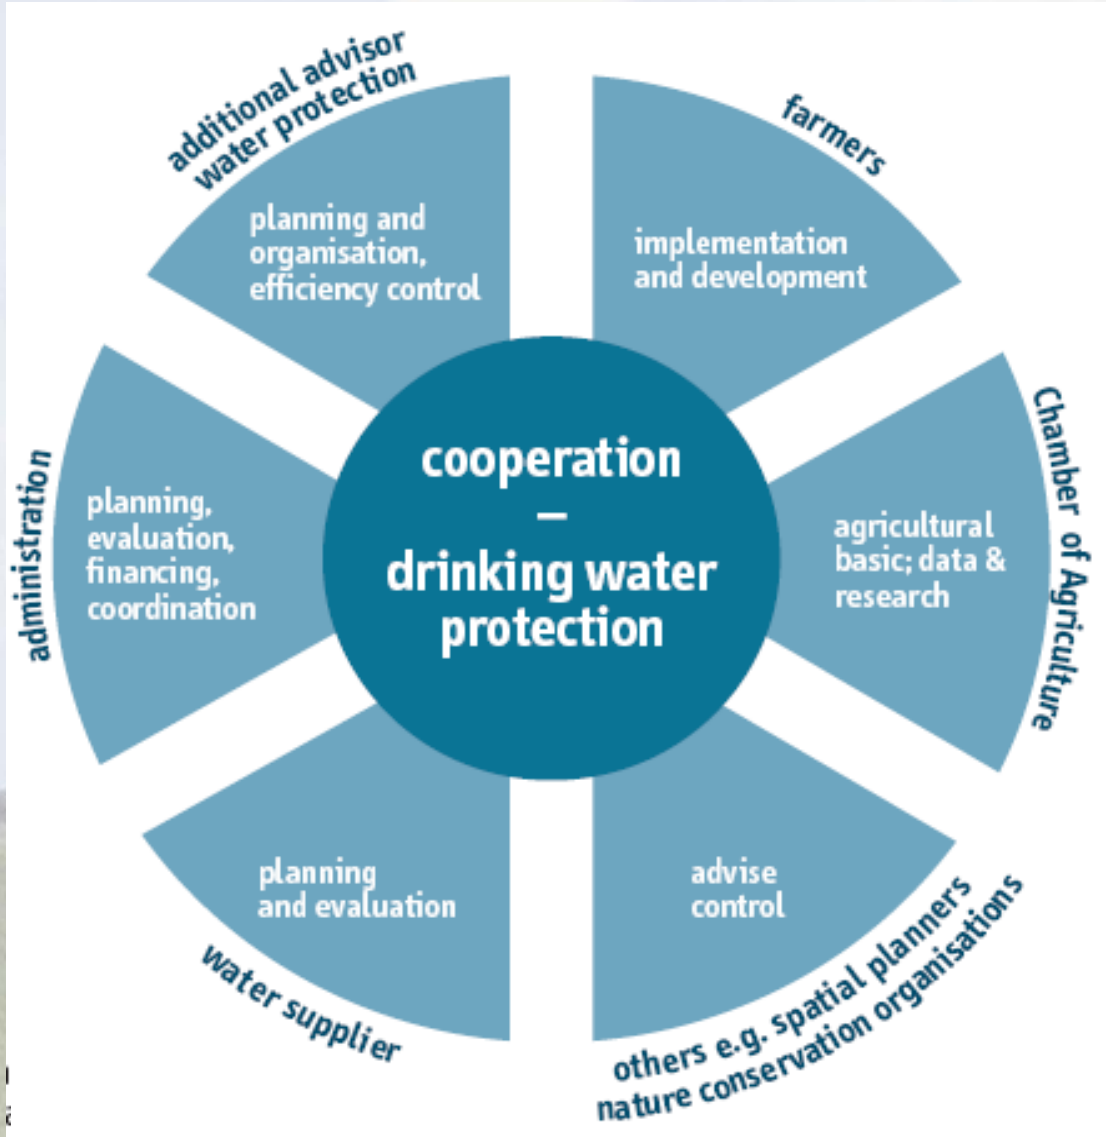 additional advisor
water protection
planning and
organisation,
efficiency control
farmers
implementation
and development
Chamber of Agriculture
agricultural
basic; data &
research
others e.g. spatial planners
nature conservation organisations
advise
control
water supplier
planning
and evaluation
administration
planning,
evaluation,
financing,
coordination
cooperation
–
drinking water
protection